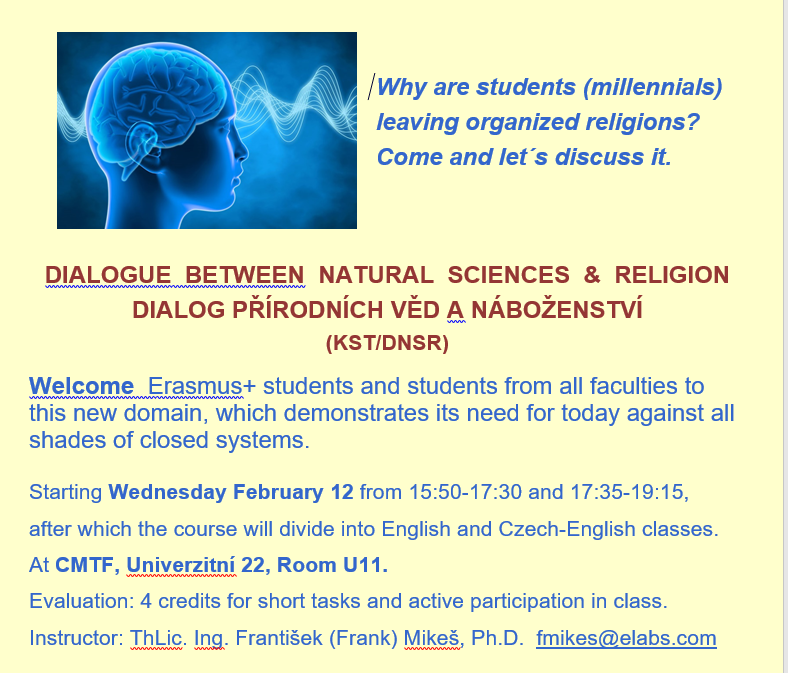 Why are students (millennials)
leaving organized religions?
Come and let´s discuss it.
DIALOGUE BETWEEN NATURAL SCIENCES & RELIGION
DIALOG PŘÍRODNÍCH VĚD A NÁBOŽENSTVÍ
(KST/DNSR)
Welcome Erasmus+ students and students from all faculties to
this new domain, which demonstrates its need for today against all
shades of closed systems.
Starting Wednesday February 12 from 15:50-17:30 and 17:35-19:15,
after which the course will divide into English and Czech-English classes.
At CMTF, Univerzitní 22, Room U11.
Evaluation: 4 credits for short tasks and active participation in class.
Instructor: ThLic. Ing. František (Frank) Mikeš, Ph.D. fmikes@elabs.com